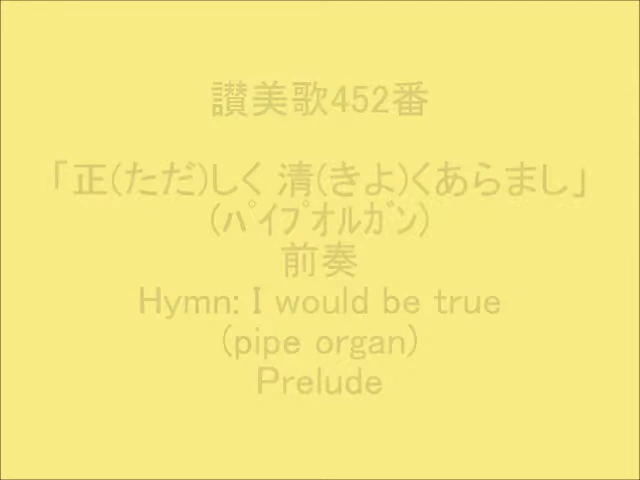 讃美歌452番
「正(ただ)しく 清(きよ)くあらまし」
(ﾊﾟｲﾌﾟｵﾙｶﾞﾝ)
前奏
Hymn: I would be true
(pipe organ)
Prelude